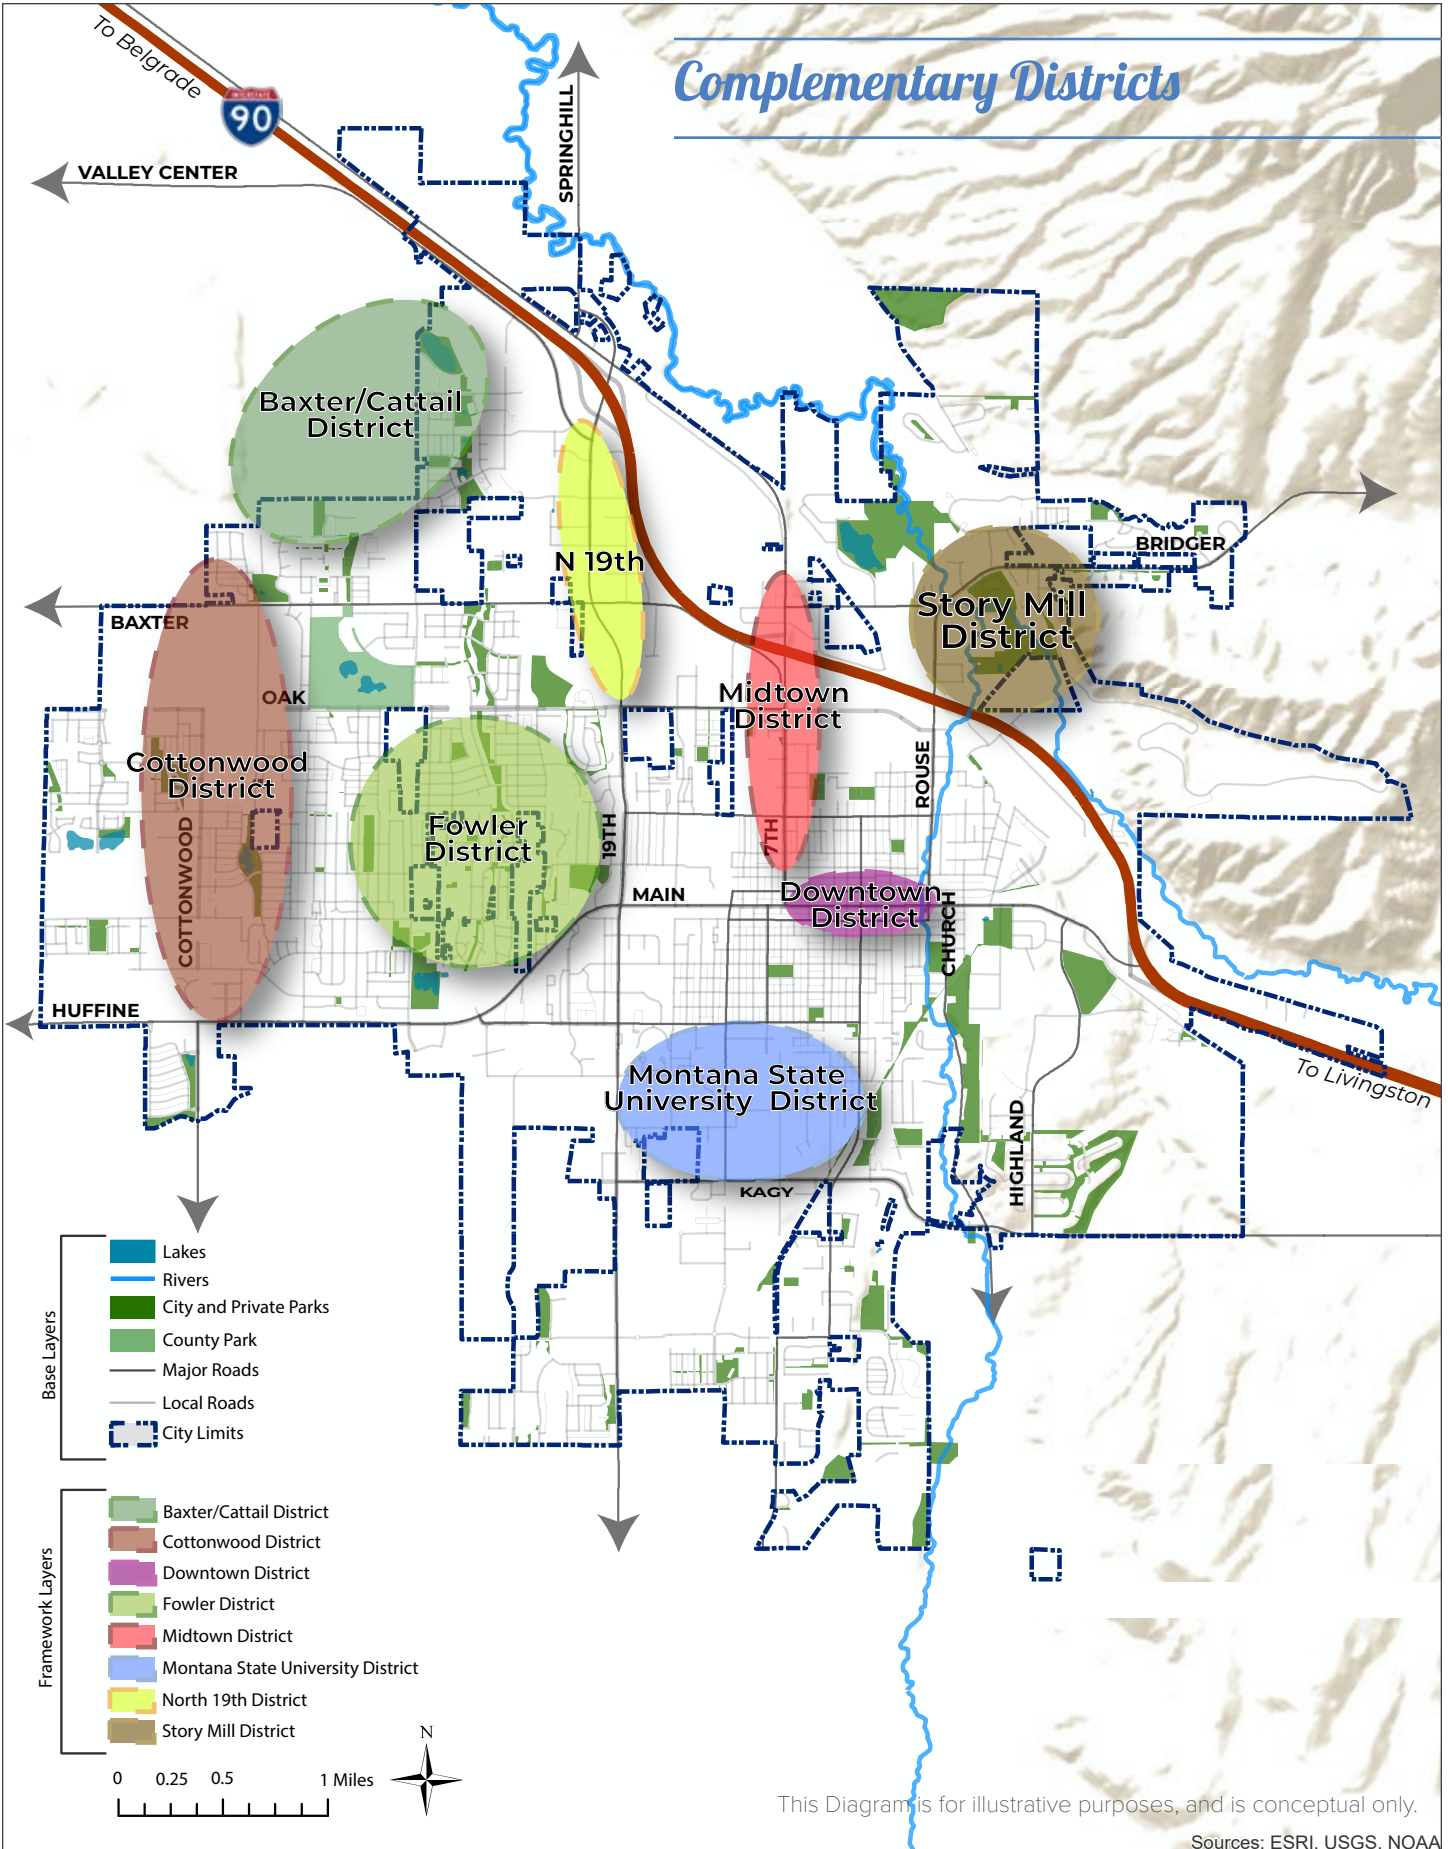 Complementary Districts
To Belgrade
INTERSTATE
90
VALLEY CENTER
SPRINGHILL
Baxter/Cattail
District
BRIDGER
N 19th
Story Mill
District
BAXTER
OAK
Midtown
District
Cottonwood
District
ROUSE
Fowler
District
COTTONWOOD
19TH
7TH
MAIN
Downtown
District
CHURCH
HUFFINE
Montana State
University District
To Livingston
HIGHLAND
KAGY
Base Layers
Lakes
Rivers
City and Private Parks
County Park
Major Roads
Local Roads
City Limits
Framework Layers
Baxter/Cattail District
Cottonwood District
Downtown District
Fowler District
Midtown District
Montana State University District
North 19th District
Story Mill District
N
0 0.25 0.5 1 Miles
This Diagram is for illustrative purposes, and is conceptual only.
Sources: ESRI, USGS, NOAA